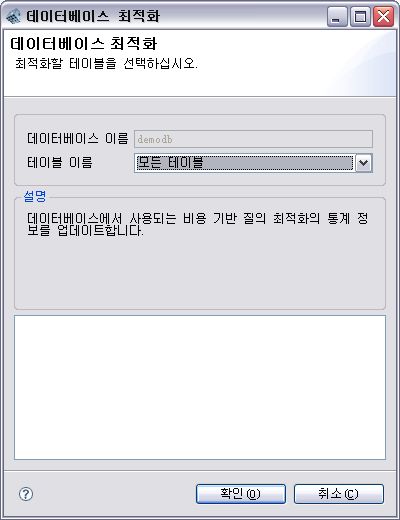 데이터베이스 최적화
데이터베이스 최적화
최적화할 테이블을 선택하십시오.
데이터베이스 이름 demodb
테이블 이름 모든 테이블
설명
데이터베이스에서 사용되는 비용 기반 질의 최적화의 통계 정
보를 업데이트합니다.
?
확인(O) 취소(C)